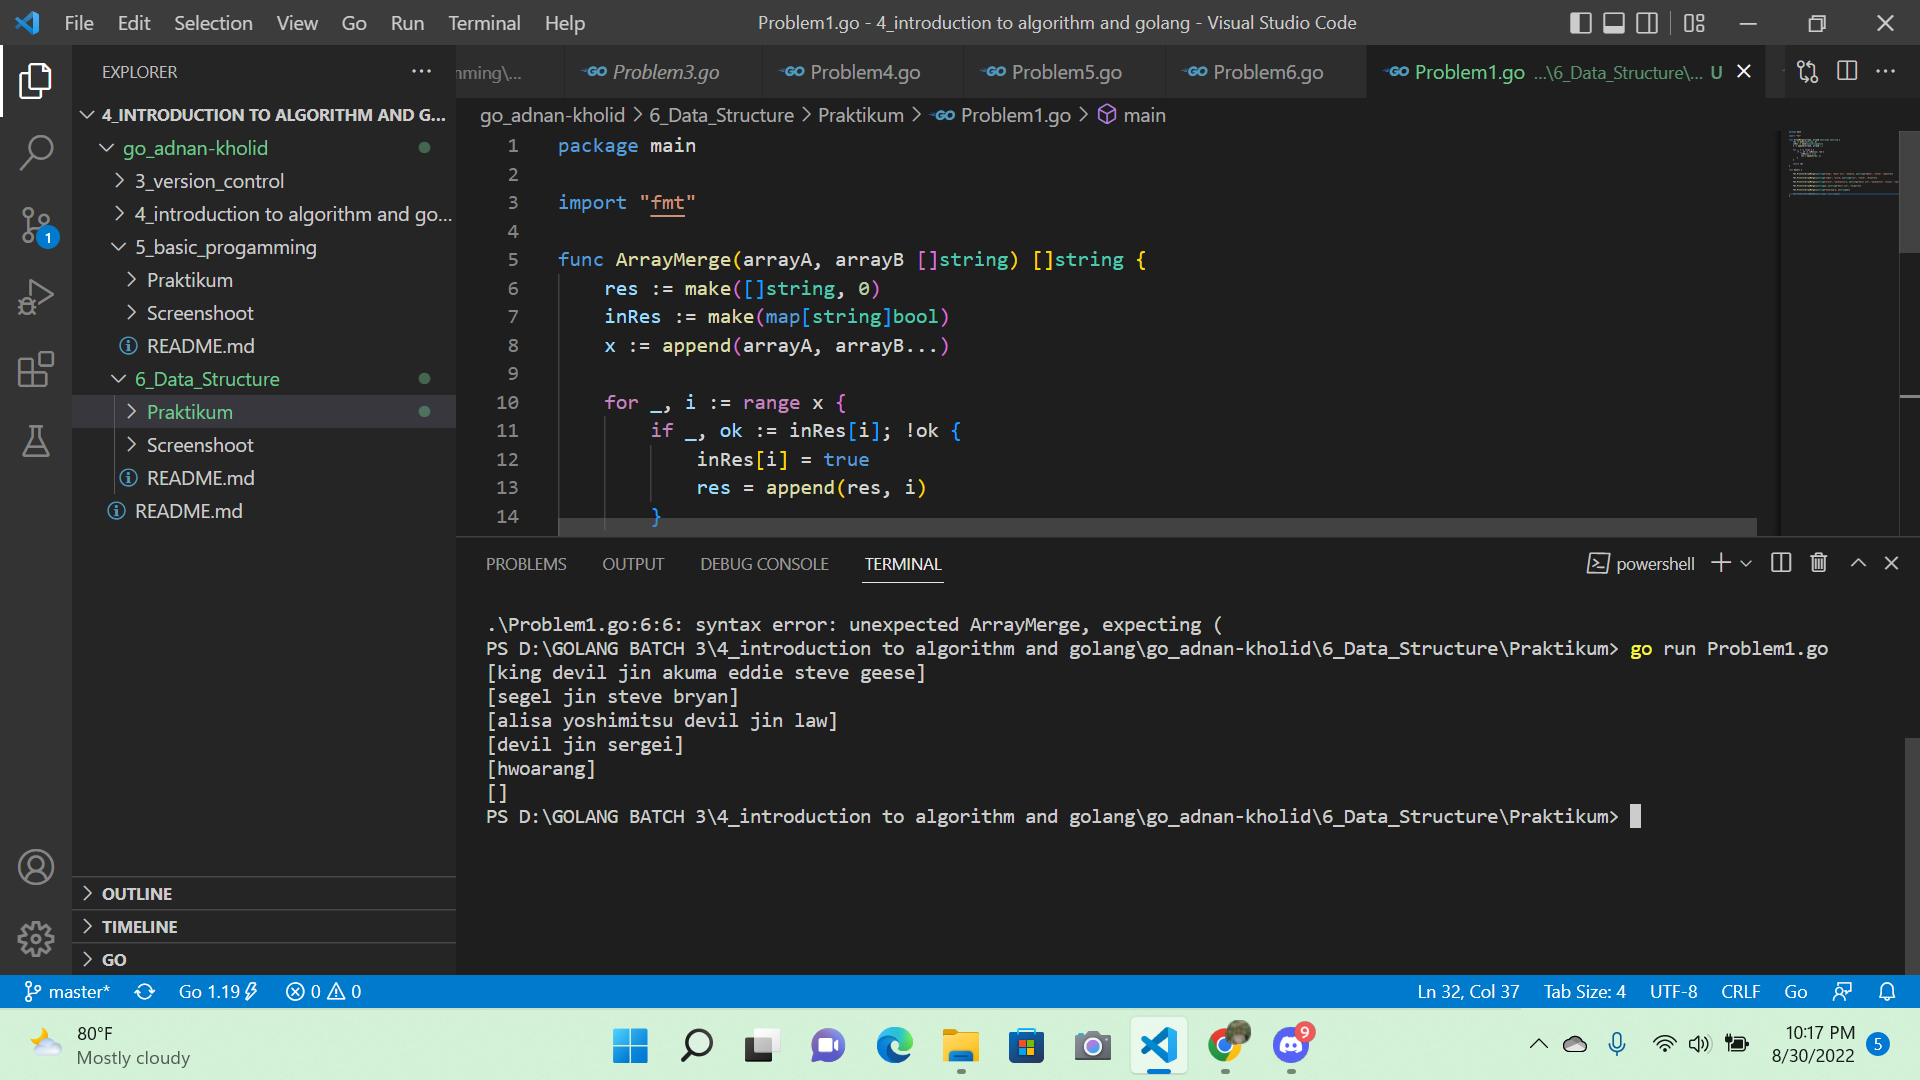 File Edit Selection View Go Run Terminal Help
Problem1.go - 4_introduction to algorithm and golang - Visual Studio Code
EXPLORER
4_INTRODUCTION TO ALGORITHM AND G...
go_adnan-kholid
3_version_control
4_introduction to algorithm and go...
5_basic_progamming
Praktikum
Screenshoot
README.md
6_Data_Structure
Praktikum
Screenshoot
README.md
README.md
OUTLINE
TIMELINE
GO
nming\... Problem3.go Problem4.go Problem5.go Problem6.go Problem1.go ...\6_Data_Structure\... U
go_adnan-kholid > 6_Data_Structure > Praktikum > Problem1.go > main
1 package main
2
3 import "fmt"
4
5 func ArrayMerge(arrayA, arrayB []string) []string {
6 res := make([]string, 0)
7 inRes := make(map[string]bool)
8 x := append(arrayA, arrayB...)
9
10 for _, i := range x {
11 if _, ok := inRes[i]; !ok {
12 inRes[i] = true
13 res = append(res, i)
14 }
PROBLEMS OUTPUT DEBUG CONSOLE TERMINAL
powershell
.\Problem1.go:6:6: syntax error: unexpected ArrayMerge, expecting (
PS D:\GOLANG BATCH 3\4_introduction to algorithm and golang\go_adnan-kholid\6_Data_Structure\Praktikum> go run Problem1.go
[king devil jin akuma eddie steve geese]
[segel jin steve bryan]
[alisa yoshimitsu devil jin law]
[devil jin sergei]
[hwoarang]
[]
PS D:\GOLANG BATCH 3\4_introduction to algorithm and golang\go_adnan-kholid\6_Data_Structure\Praktikum>
master* Go 1.19 0 0
Ln 32, Col 37 Tab Size: 4 UTF-8 CRLF Go
80°F
Mostly cloudy
1
9
10:17 PM
8/30/2022
5